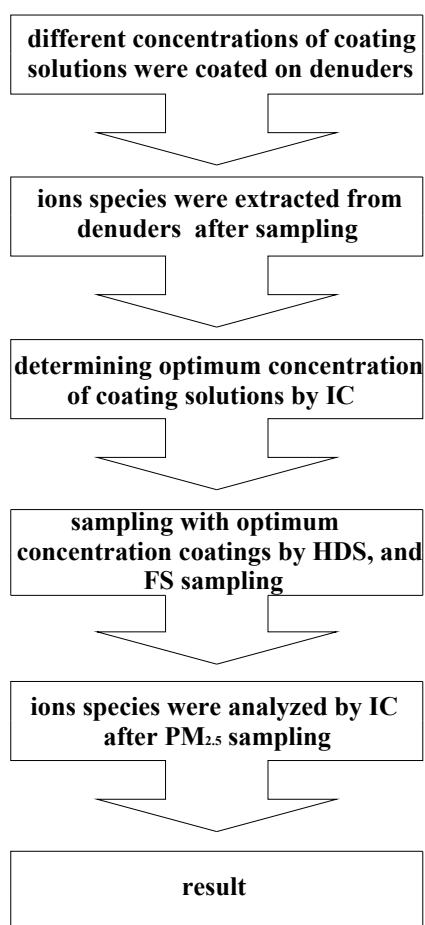 different concentrations of coating
solutions were coated on denuders
ions species were extracted from
denuders after sampling
determining optimum concentration
of coating solutions by IC
sampling with optimum
concentration coatings by HDS, and
FS sampling
ions species were analyzed by IC
after PM2.5 sampling
result